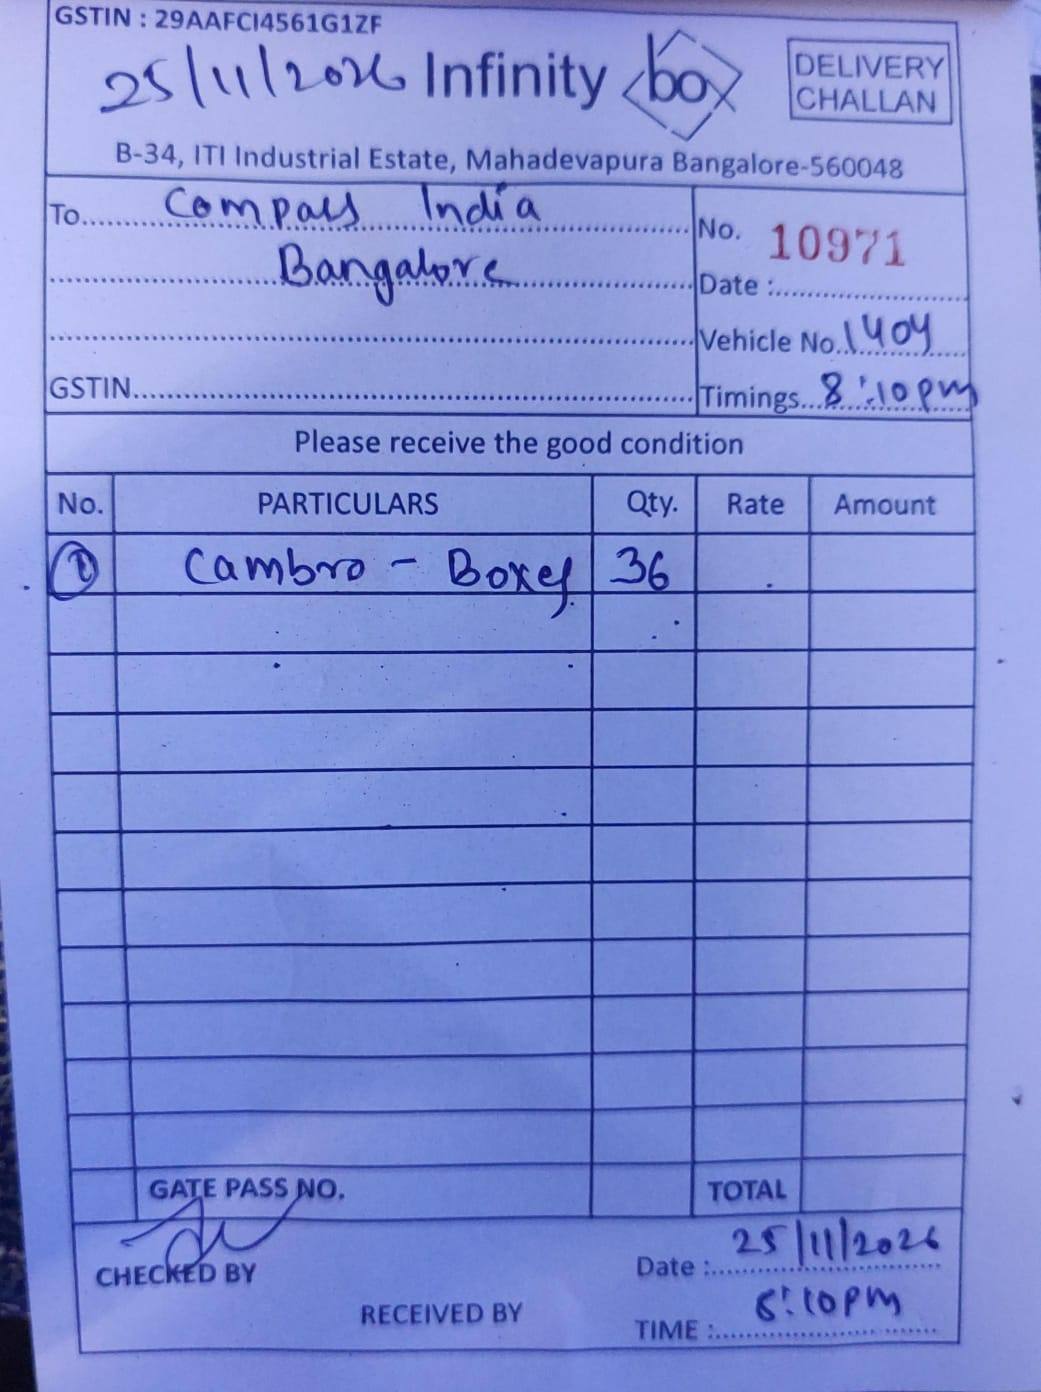 GSTIN : 29AAFCI4561G1ZF
25/11/2026 Infinity box
DELIVERY
CHALLAN
B-34, ITI Industrial Estate, Mahadevapura Bangalore-560048
To..... Compass India
Bangalore
GSTIN.....
No. 10971
Date :.....
Vehicle No. 1404
Timings... 8:10pm
Please receive the good condition
No. PARTICULARS Qty. Rate Amount
① Cambro - Boxes 36
GATE PASS NO. TOTAL
CHECKED BY
RECEIVED BY
Date : 25/11/2026
TIME : 8:10pm